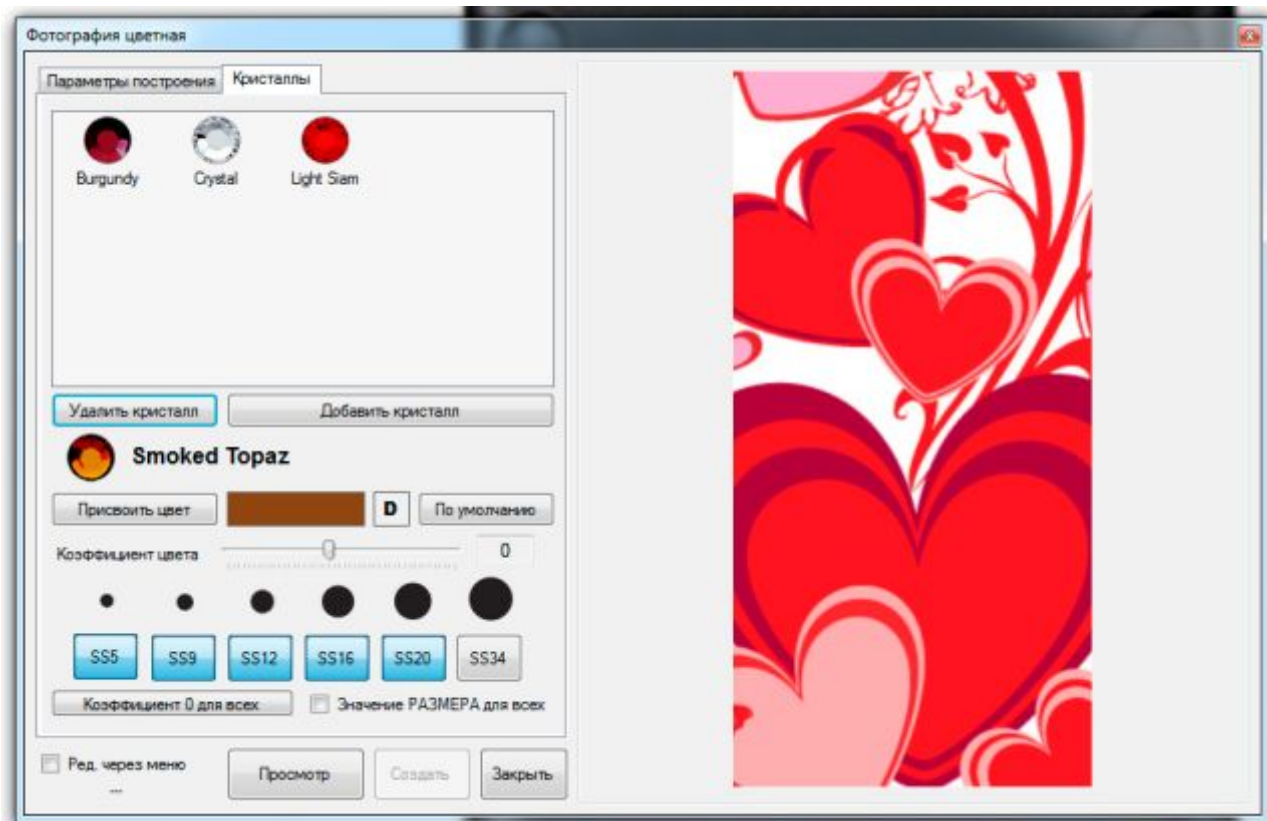 Фотография цветная
Параметры построения Кристаллы
Burgundy Crystal Light Siam
Удалить кристалл Добавить кристалл
Smoked Topaz
Присвоить цвет D По умолчанию
Коэффициент цвета 0
SS5 SS9 SS12 SS16 SS20 SS34
Коэффициент 0 для всех Значение РАЗМЕРА для всех
Ред. через меню
...
Просмотр Создать Закрыть